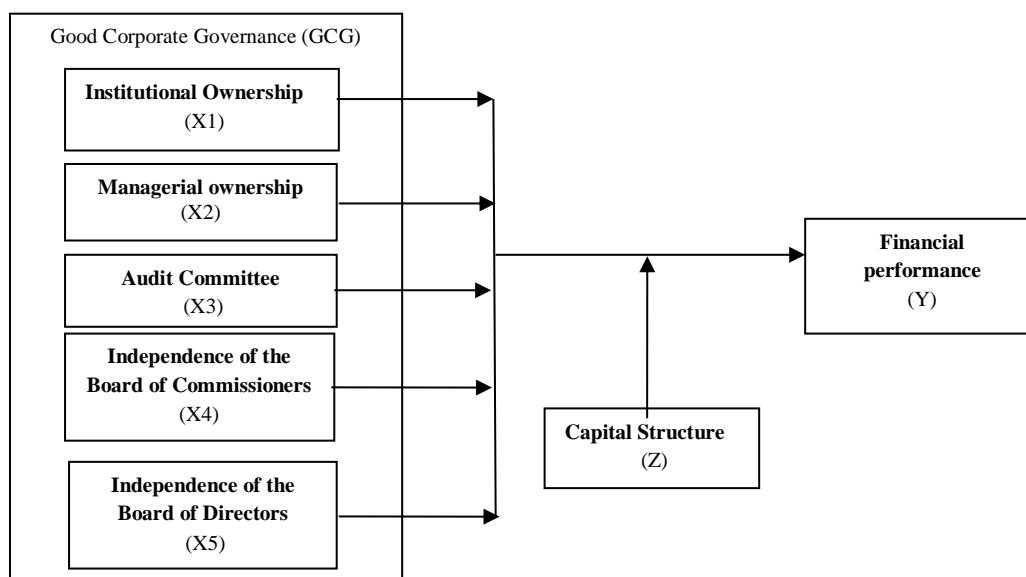 Good Corporate Governance (GCG)
Institutional Ownership
(X1)
Managerial ownership
(X2)
Audit Committee
(X3)
Independence of the
Board of Commissioners
(X4)
Independence of the
Board of Directors
(X5)
Capital Structure
(Z)
Financial
performance
(Y)